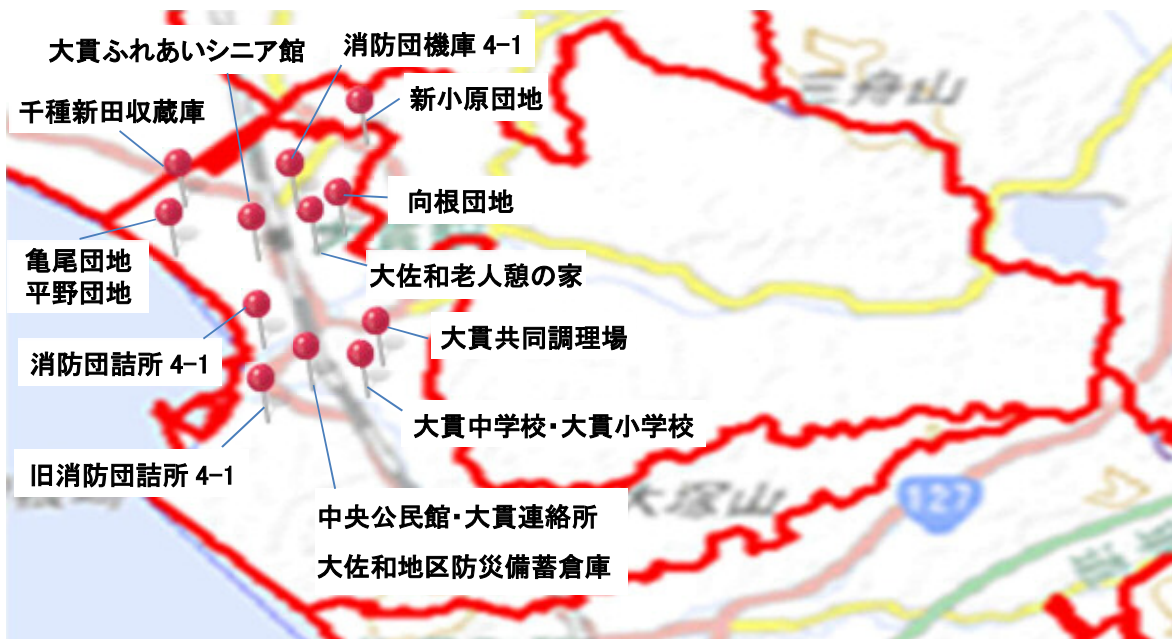 大貫ふれあいシニア館
消防団機庫 4-1
新小原団地
千種新田収蔵庫
三舟山
向根団地
亀尾団地
平野団地
大佐和老人憩の家
消防団詰所 4-1
大貫共同調理場
大貫中学校・大貫小学校
旧消防団詰所 4-1
大塚山
127
中央公民館・大貫連絡所
大佐和地区防災備蓄倉庫